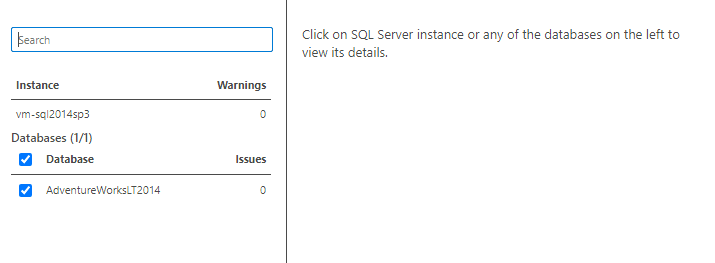 Search
Click on SQL Server instance or any of the databases on the left to
view its details.
Instance Warnings
vm-sql2014sp3 0
Databases (1/1)
Database Issues
AdventureWorksLT2014 0